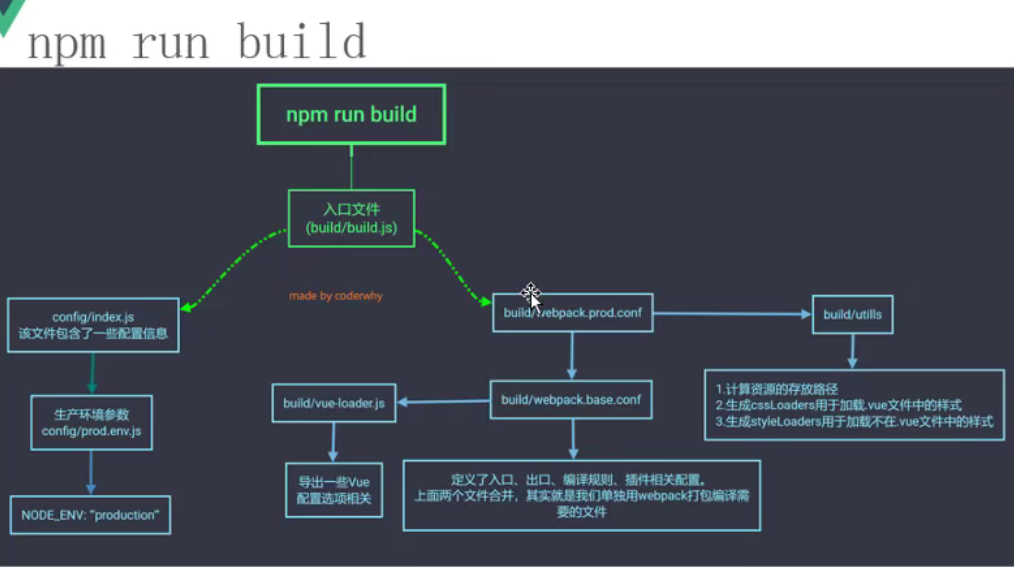 npm run build
npm run build
入口文件
(build/build.js)
made by coderwhy
config/index.js
该文件包含了一些配置信息
build/webpack.prod.conf
build/utills
生产环境参数
config/prod.env.js
build/vue-loader.js
build/webpack.base.conf
1.计算资源的存放路径
2.生成cssLoaders用于加载.vue文件中的样式
3.生成styleLoaders用于加载不在.vue文件中的样式
NODE_ENV: “production”
导出一些Vue
配置选项相关
定义了入口、出口、编译规则、插件相关配置。
上面两个文件合并，其实就是我们单独用webpack打包编译需
要的文件